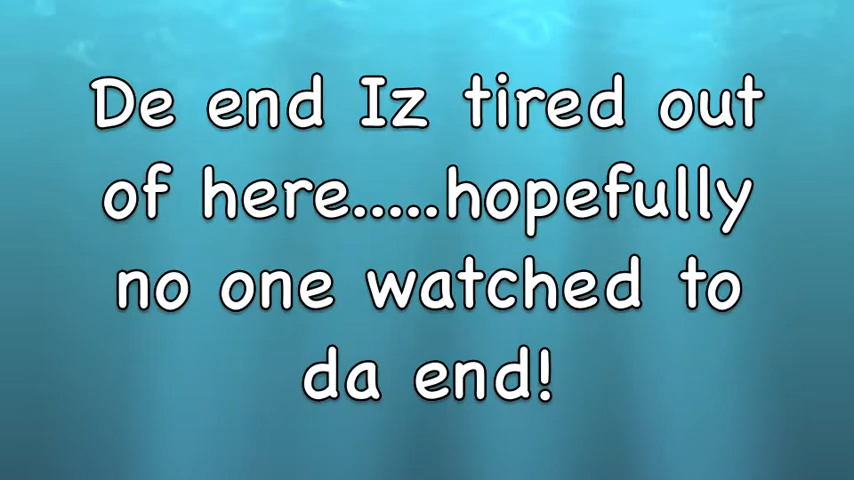 De end Iz tired out
of here.....hopefully
no one watched to
da end!